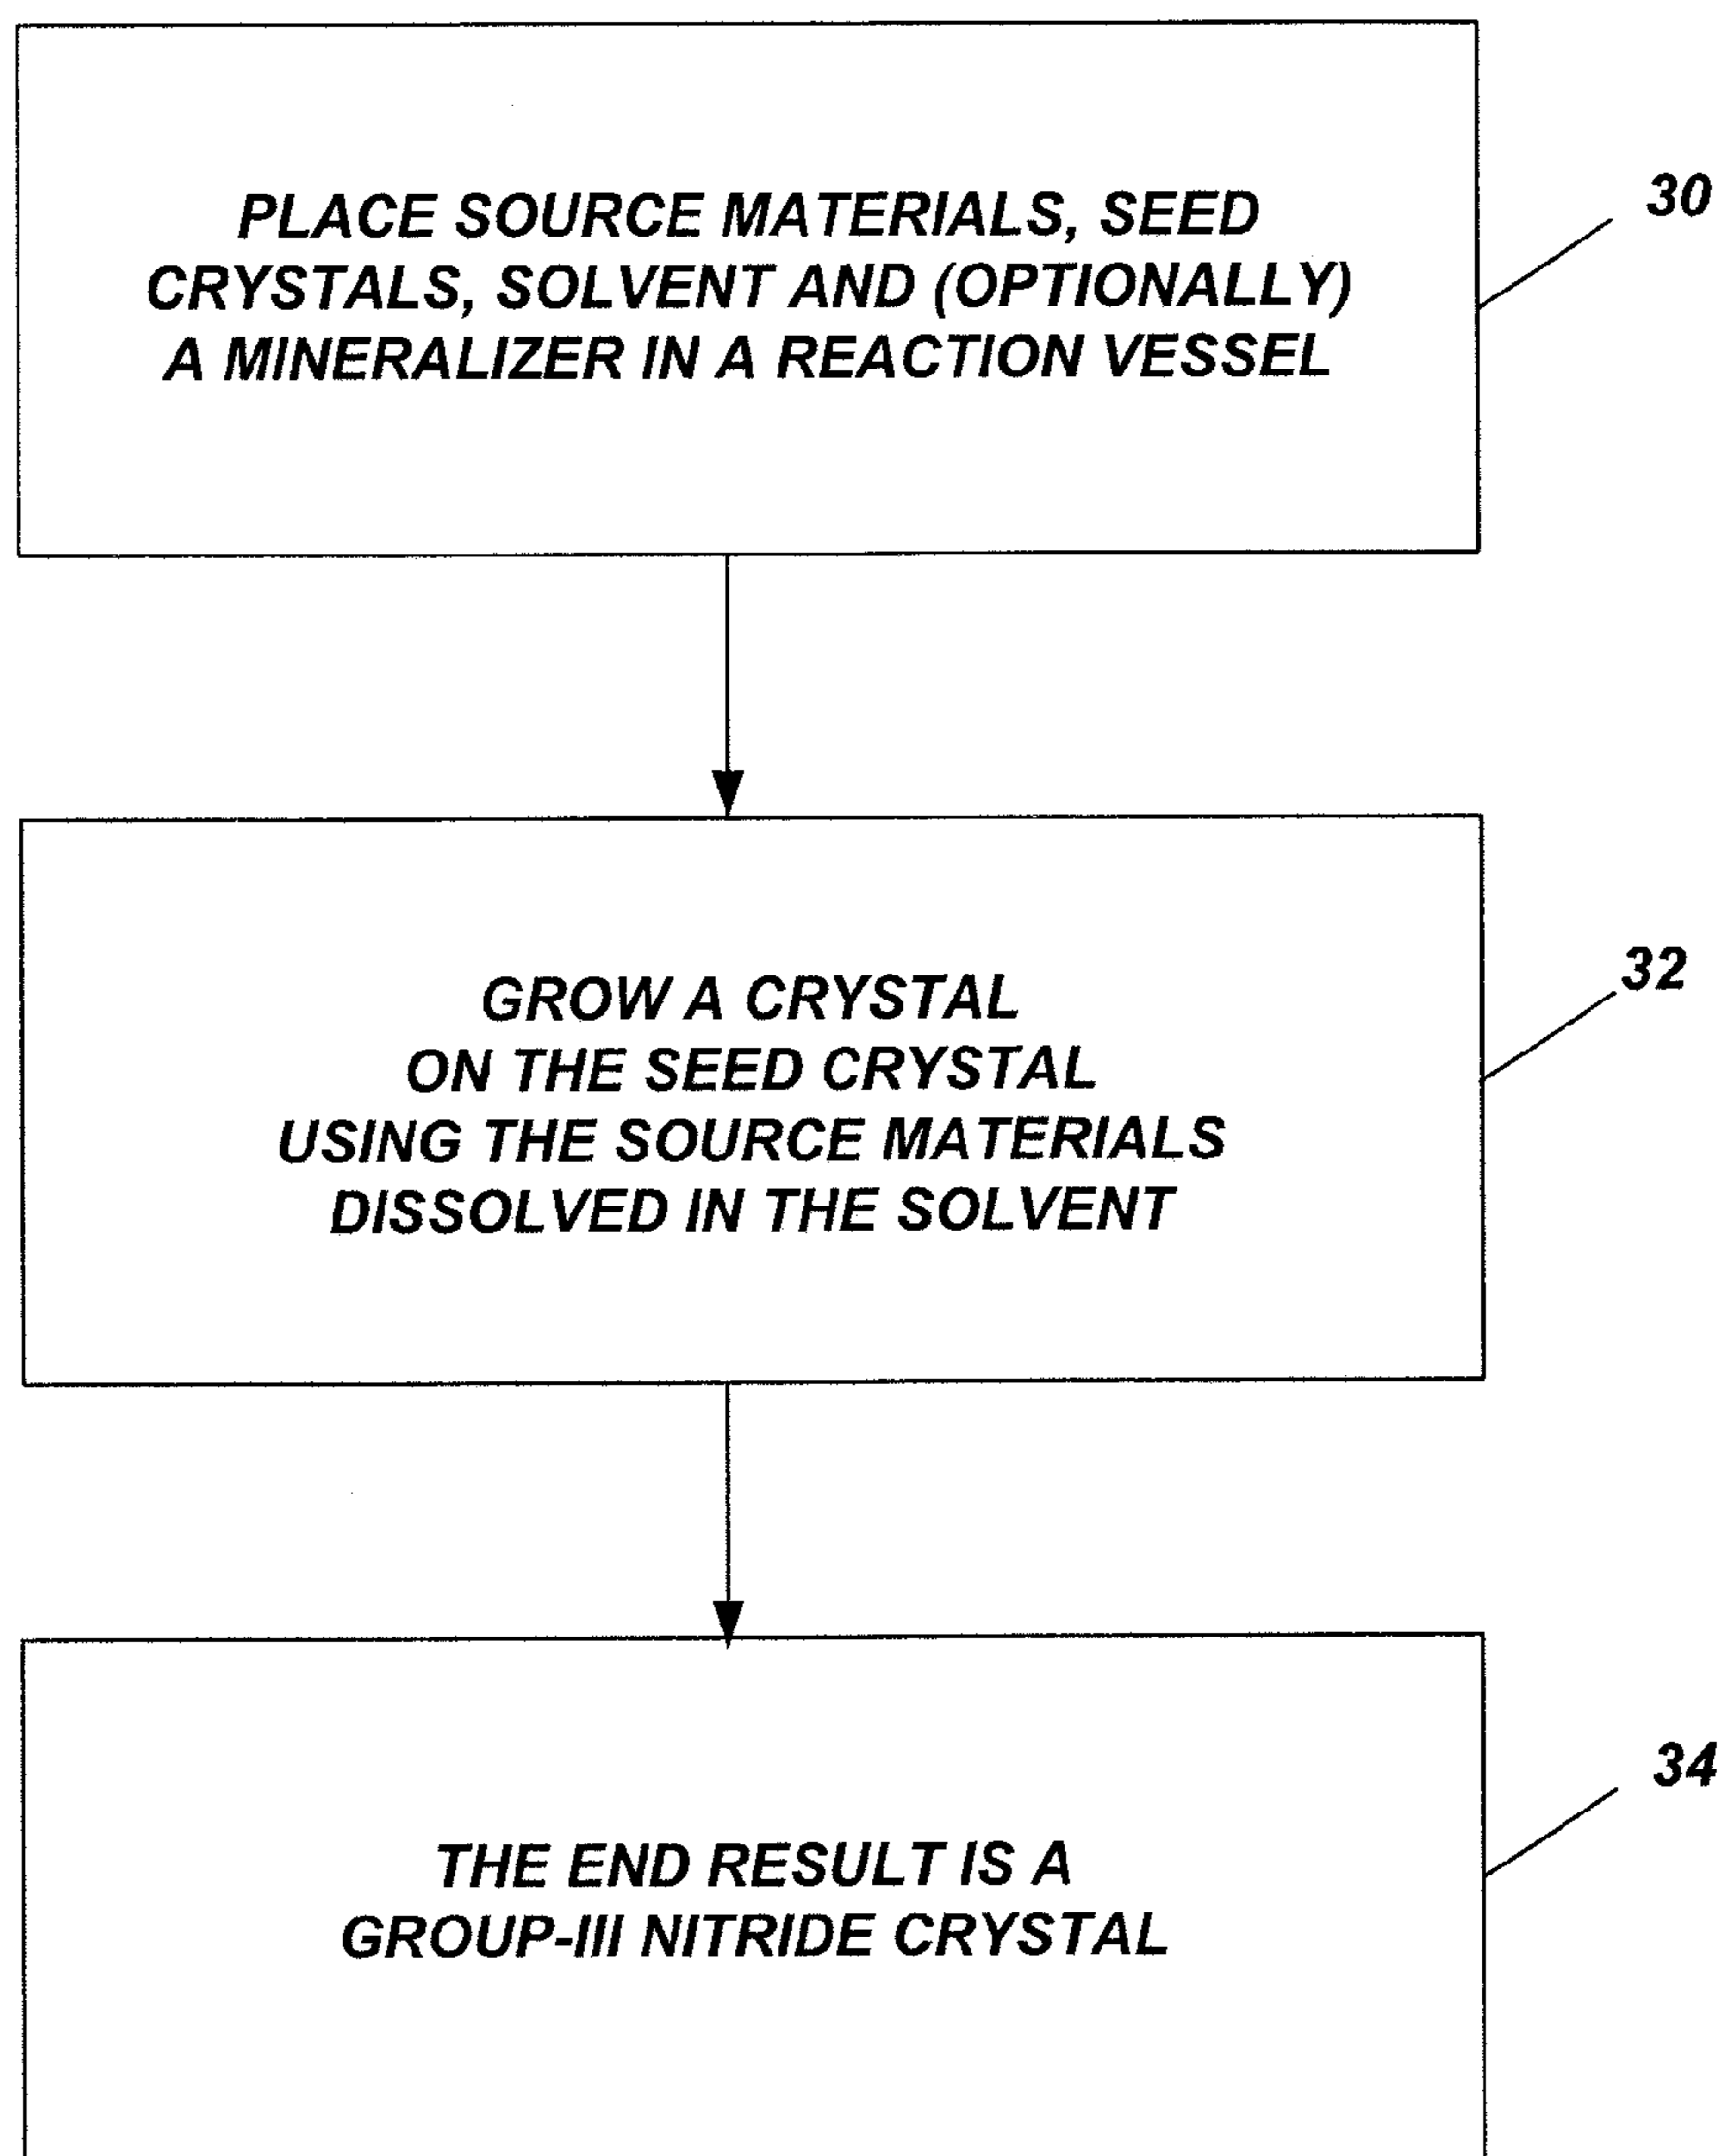 PLACE SOURCE MATERIALS, SEED
CRYSTALS, SOLVENT AND (OPTIONALLY)
A MINERALIZER IN A REACTION VESSEL
30
GROW A CRYSTAL
ON THE SEED CRYSTAL
USING THE SOURCE MATERIALS
DISSOLVED IN THE SOLVENT
32
THE END RESULT IS A
GROUP-III NITRIDE CRYSTAL
34